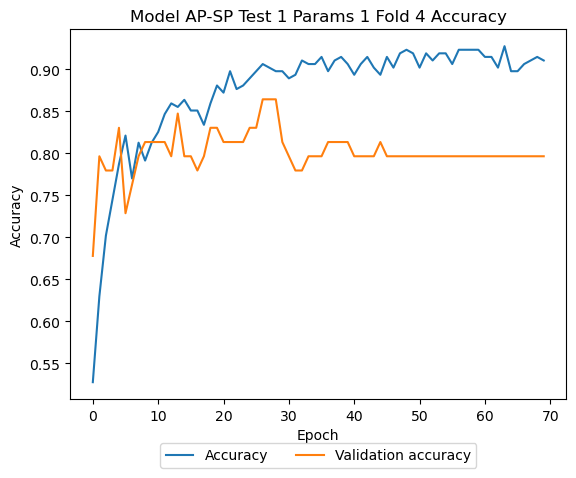 Model AP-SP Test 1 Params 1 Fold 4 Accuracy
0.90
0.85
0.80
0.75
0.70
0.65
0.60
0.55
Accuracy
0 10 20 30 40 50 60 70
Epoch
Accuracy Validation accuracy